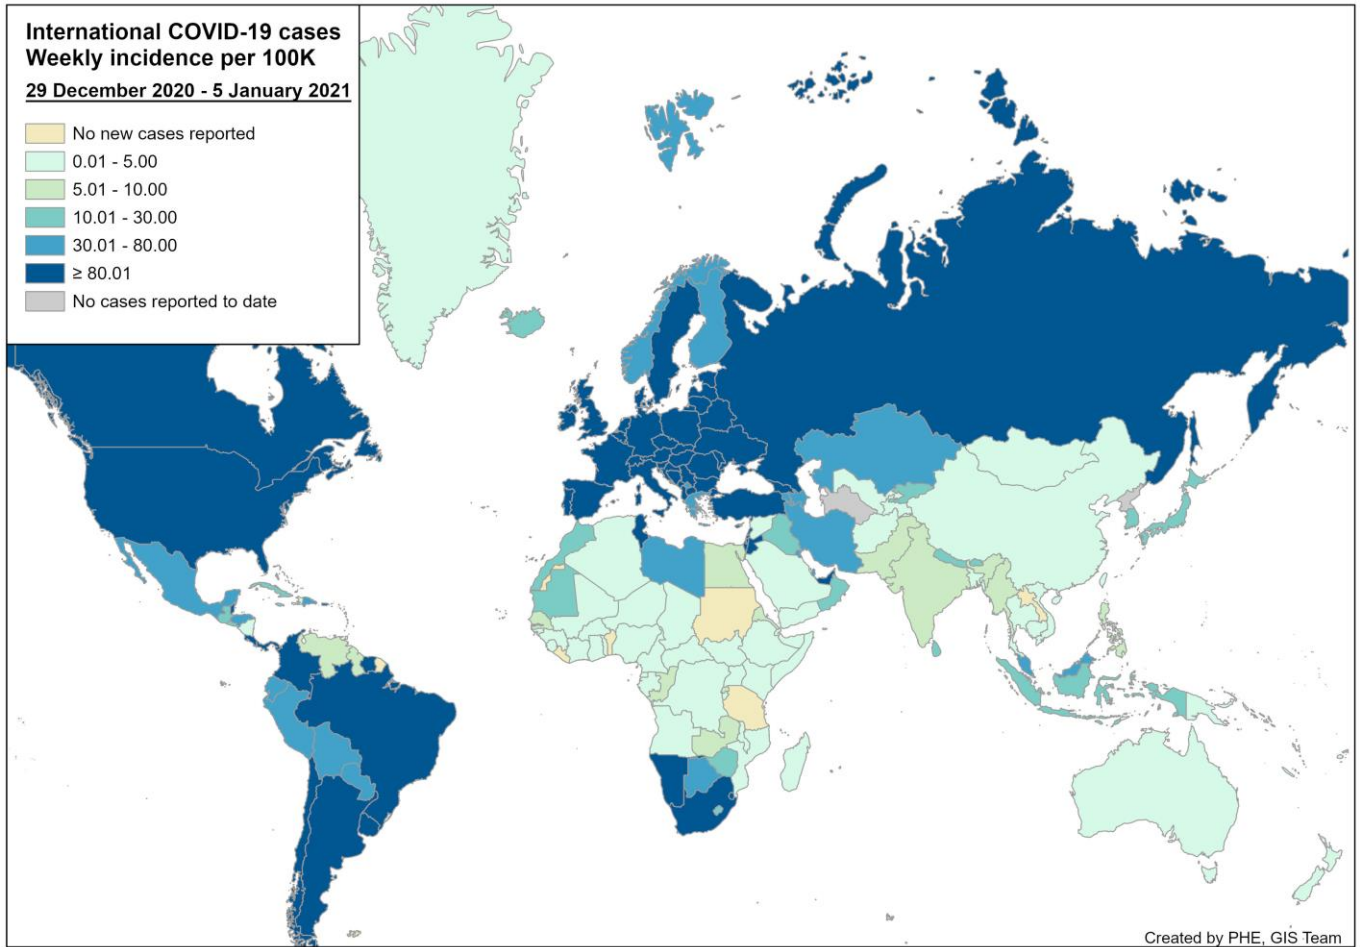 International COVID-19 cases
Weekly incidence per 100K
29 December 2020 - 5 January 2021
No new cases reported
0.01 - 5.00
5.01 - 10.00
10.01 - 30.00
30.01 - 80.00
≥ 80.01
No cases reported to date
Created by PHE, GIS Team